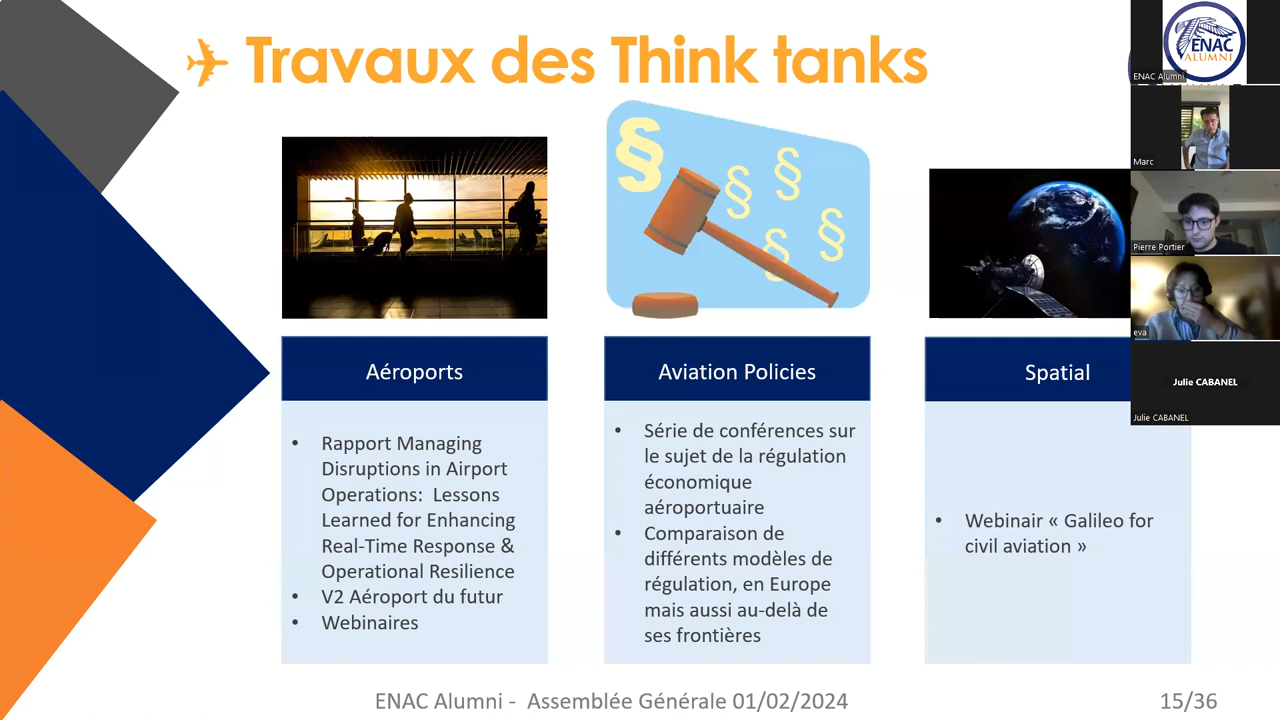 Travaux des Think tanks
Aéroports
• Rapport Managing
Disruptions in Airport
Operations: Lessons
Learned for Enhancing
Real-Time Response &
Operational Resilience
• V2 Aéroport du futur
• Webinaires
§
§
§
§
§
Aviation Policies
• Série de conférences sur
le sujet de la régulation
économique
aéroportuaire
• Comparaison de
différents modèles de
régulation, en Europe
mais aussi au-delà de
ses frontières
Spatial
• Webinair « Galileo for
civil aviation »
ENAC Alumni - Assemblée Générale 01/02/2024
15/36
ENAC
ALUMNI
ENAC Alumni
Marc
Pierre Portier
eva
Julie CABANEL
Julie CABANEL